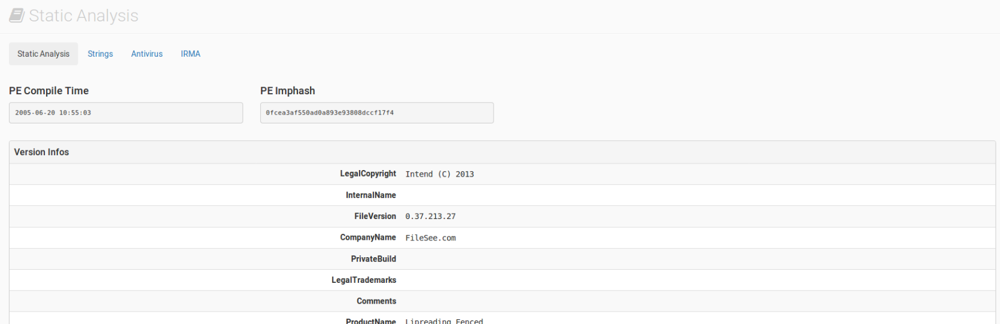 Static Analysis
Static Analysis Strings Antivirus IRMA
PE Compile Time
2005-06-20 10:55:03
PE Imphash
0fcea3af550ad0a893e93808dccf17f4
Version Infos
LegalCopyright Intend (C) 2013
InternalName
FileVersion 0.37.213.27
CompanyName FileSee.com
PrivateBuild
LegalTrademarks
Comments
ProductName Lipreading Fenced